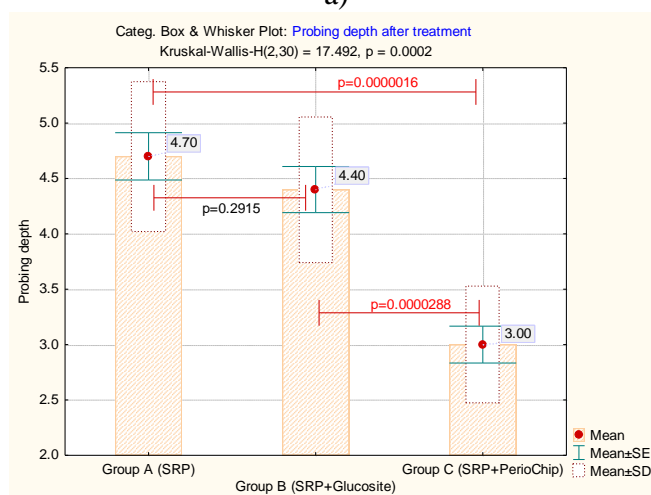 a)
Categ. Box & Whisker Plot: Probing depth after treatment
Kruskal-Wallis-H(2,30) = 17.492, p = 0.0002
5.5
5.0
4.5
4.0
3.5
3.0
2.5
2.0
Probing depth
p=0.0000016
4.70
4.40
p=0.2915
p=0.0000288
3.00
Group A (SRP)
Group B (SRP+Glucosite)
Group C (SRP+PerioChip)
Mean
Mean±SE
Mean±SD